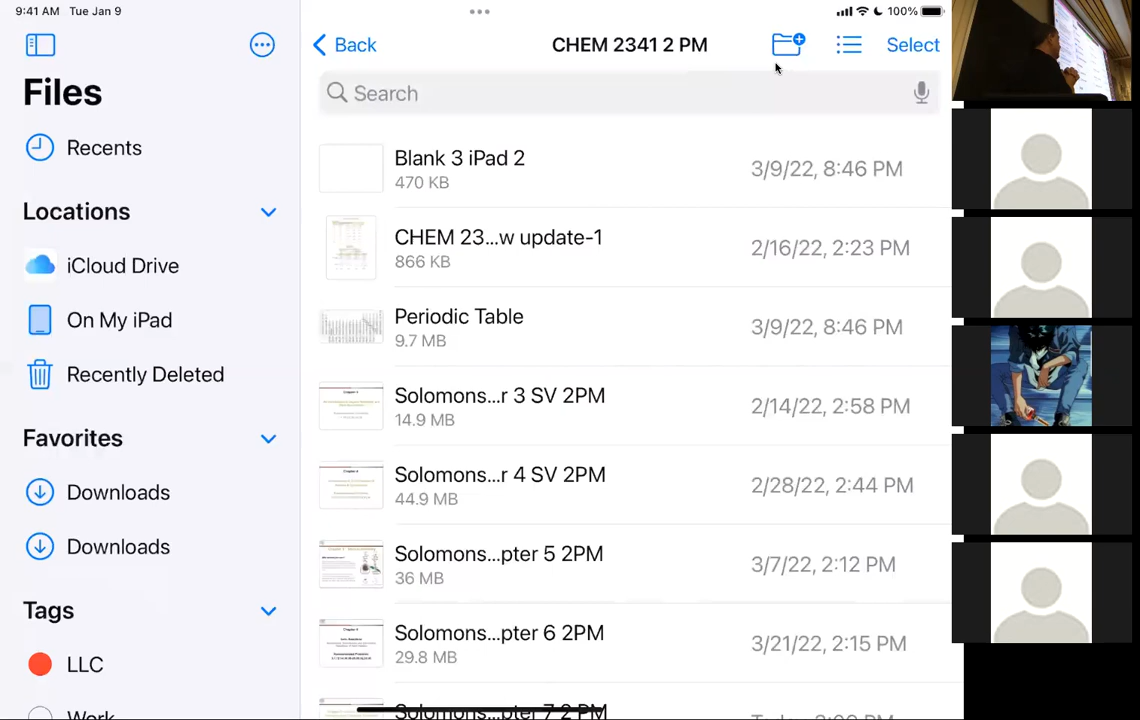 9:41 AM Tue Jan 9
100%
Files
Recents
Locations
iCloud Drive
On My iPad
Recently Deleted
Favorites
Downloads
Downloads
Tags
LLC
Work
Back
CHEM 2341 2 PM
Select
Search
Blank 3 iPad 2
470 KB
3/9/22, 8:46 PM
CHEM 23...w update-1
866 KB
2/16/22, 2:23 PM
Periodic Table
9.7 MB
3/9/22, 8:46 PM
Solomons...r 3 SV 2PM
14.9 MB
2/14/22, 2:58 PM
Solomons...r 4 SV 2PM
44.9 MB
2/28/22, 2:44 PM
Solomons...pter 5 2PM
36 MB
3/7/22, 2:12 PM
Solomons...pter 6 2PM
29.8 MB
3/21/22, 2:15 PM
Solomons...pter 7 2 PM